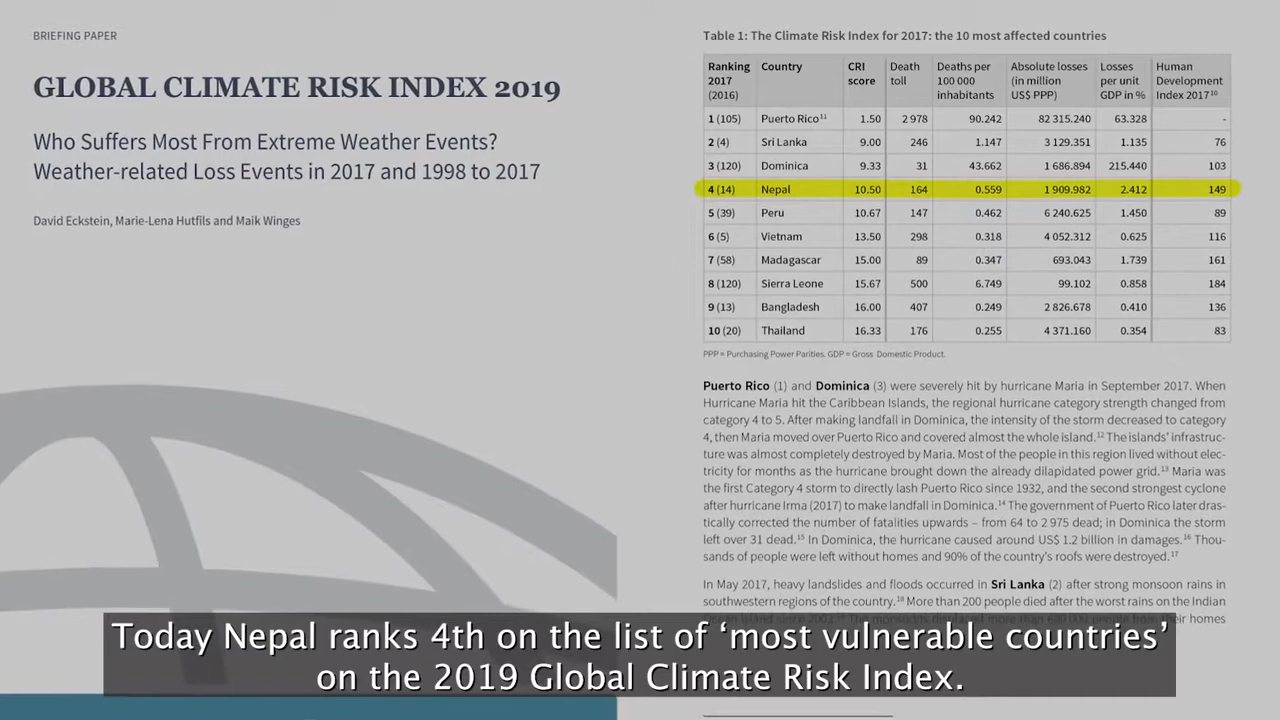 BRIEFING PAPER
GLOBAL CLIMATE RISK INDEX 2019
Who Suffers Most From Extreme Weather Events?
Weather-related Loss Events in 2017 and 1998 to 2017
David Eckstein, Marie-Lena Hutfils and Maik Winges
Table 1: The Climate Risk Index for 2017: the 10 most affected countries
Ranking 2017 (2016) Country CRI score Death toll Deaths per 100 000 inhabitants Absolute losses (in million US$ PPP) Losses per unit GDP in % Human Development Index 2017¹⁰
1 (105) Puerto Rico¹¹ 1.50 2 978 90.242 82 315.240 63.328 -
2 (4) Sri Lanka 9.00 246 1.147 3 129.351 1.135 76
3 (120) Dominica 9.33 31 43.662 1 686.894 215.440 103
4 (14) Nepal 10.50 164 0.559 1 909.982 2.412 149
5 (39) Peru 10.67 147 0.462 6 240.625 1.450 89
6 (5) Vietnam 13.50 298 0.318 4 052.312 0.625 116
7 (58) Madagascar 15.00 89 0.347 693.043 1.739 161
8 (120) Sierra Leone 15.67 500 6.749 99.102 0.858 184
9 (13) Bangladesh 16.00 407 0.249 2 826.678 0.410 136
10 (20) Thailand 16.33 176 0.255 4 371.160 0.354 83
PPP = Purchasing Power Parities. GDP = Gross Domestic Product.
Puerto Rico (1) and Dominica (3) were severely hit by hurricane Maria in September 2017. When
Hurricane Maria hit the Caribbean Islands, the regional hurricane category strength changed from
category 4 to 5. After making landfall in Dominica, the intensity of the storm decreased to category
4, then Maria moved over Puerto Rico and covered almost the whole island.¹² The islands' infrastruc-
ture was almost completely destroyed by Maria. Most of the people in this region lived without elec-
tricity for months as the hurricane brought down the already dilapidated power grid.¹³ Maria was
the first Category 4 storm to directly lash Puerto Rico since 1932, and the second strongest cyclone
after hurricane Irma (2017) to make landfall in Dominica.¹⁴ The government of Puerto Rico later dras-
tically corrected the number of fatalities upwards – from 64 to 2 975 dead; in Dominica the storm
left over 31 dead.¹⁵ In Dominica, the hurricane caused around US$ 1.2 billion in damages.¹⁶ Thou-
sands of people were left without homes and 90% of the country's roofs were destroyed.¹⁷
In May 2017, heavy landslides and floods occurred in Sri Lanka (2) after strong monsoon rains in
southwestern regions of the country.¹⁸ More than 200 people died after the worst rains on the Indian
Today Nepal ranks 4th on the list of ‘most vulnerable countries’
on the 2019 Global Climate Risk Index.